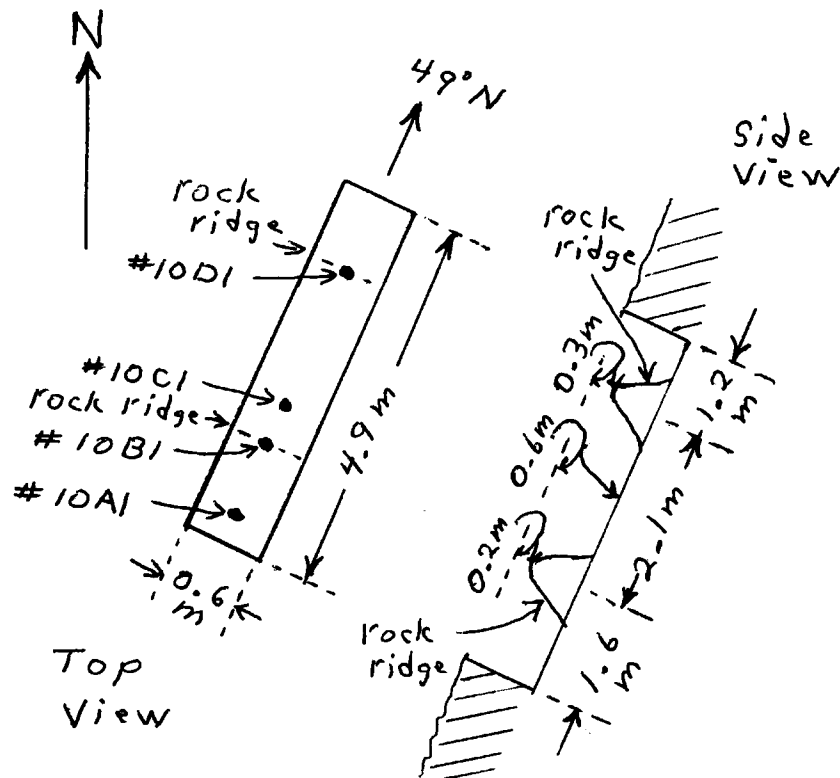 N
49°N
rock
ridge
#10D1
#10C1
rock ridge
#10B1
#10A1
4.9 m
0.6
m
Top
View
Side
View
rock
ridge
0.3m
0.6m
0.2m
1.2
m
2.1m
1.6
m
rock
ridge